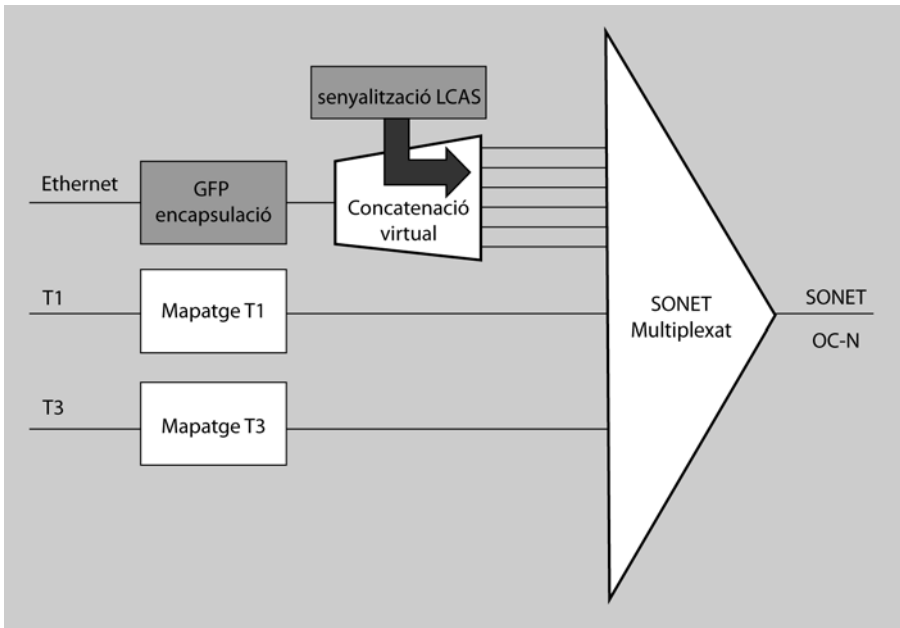 senyalització LCAS
Ethernet
GFP
encapsulació
Concatenació
virtual
T1
Mapatge T1
SONET
Multiplexat
SONET
OC-N
T3
Mapatge T3